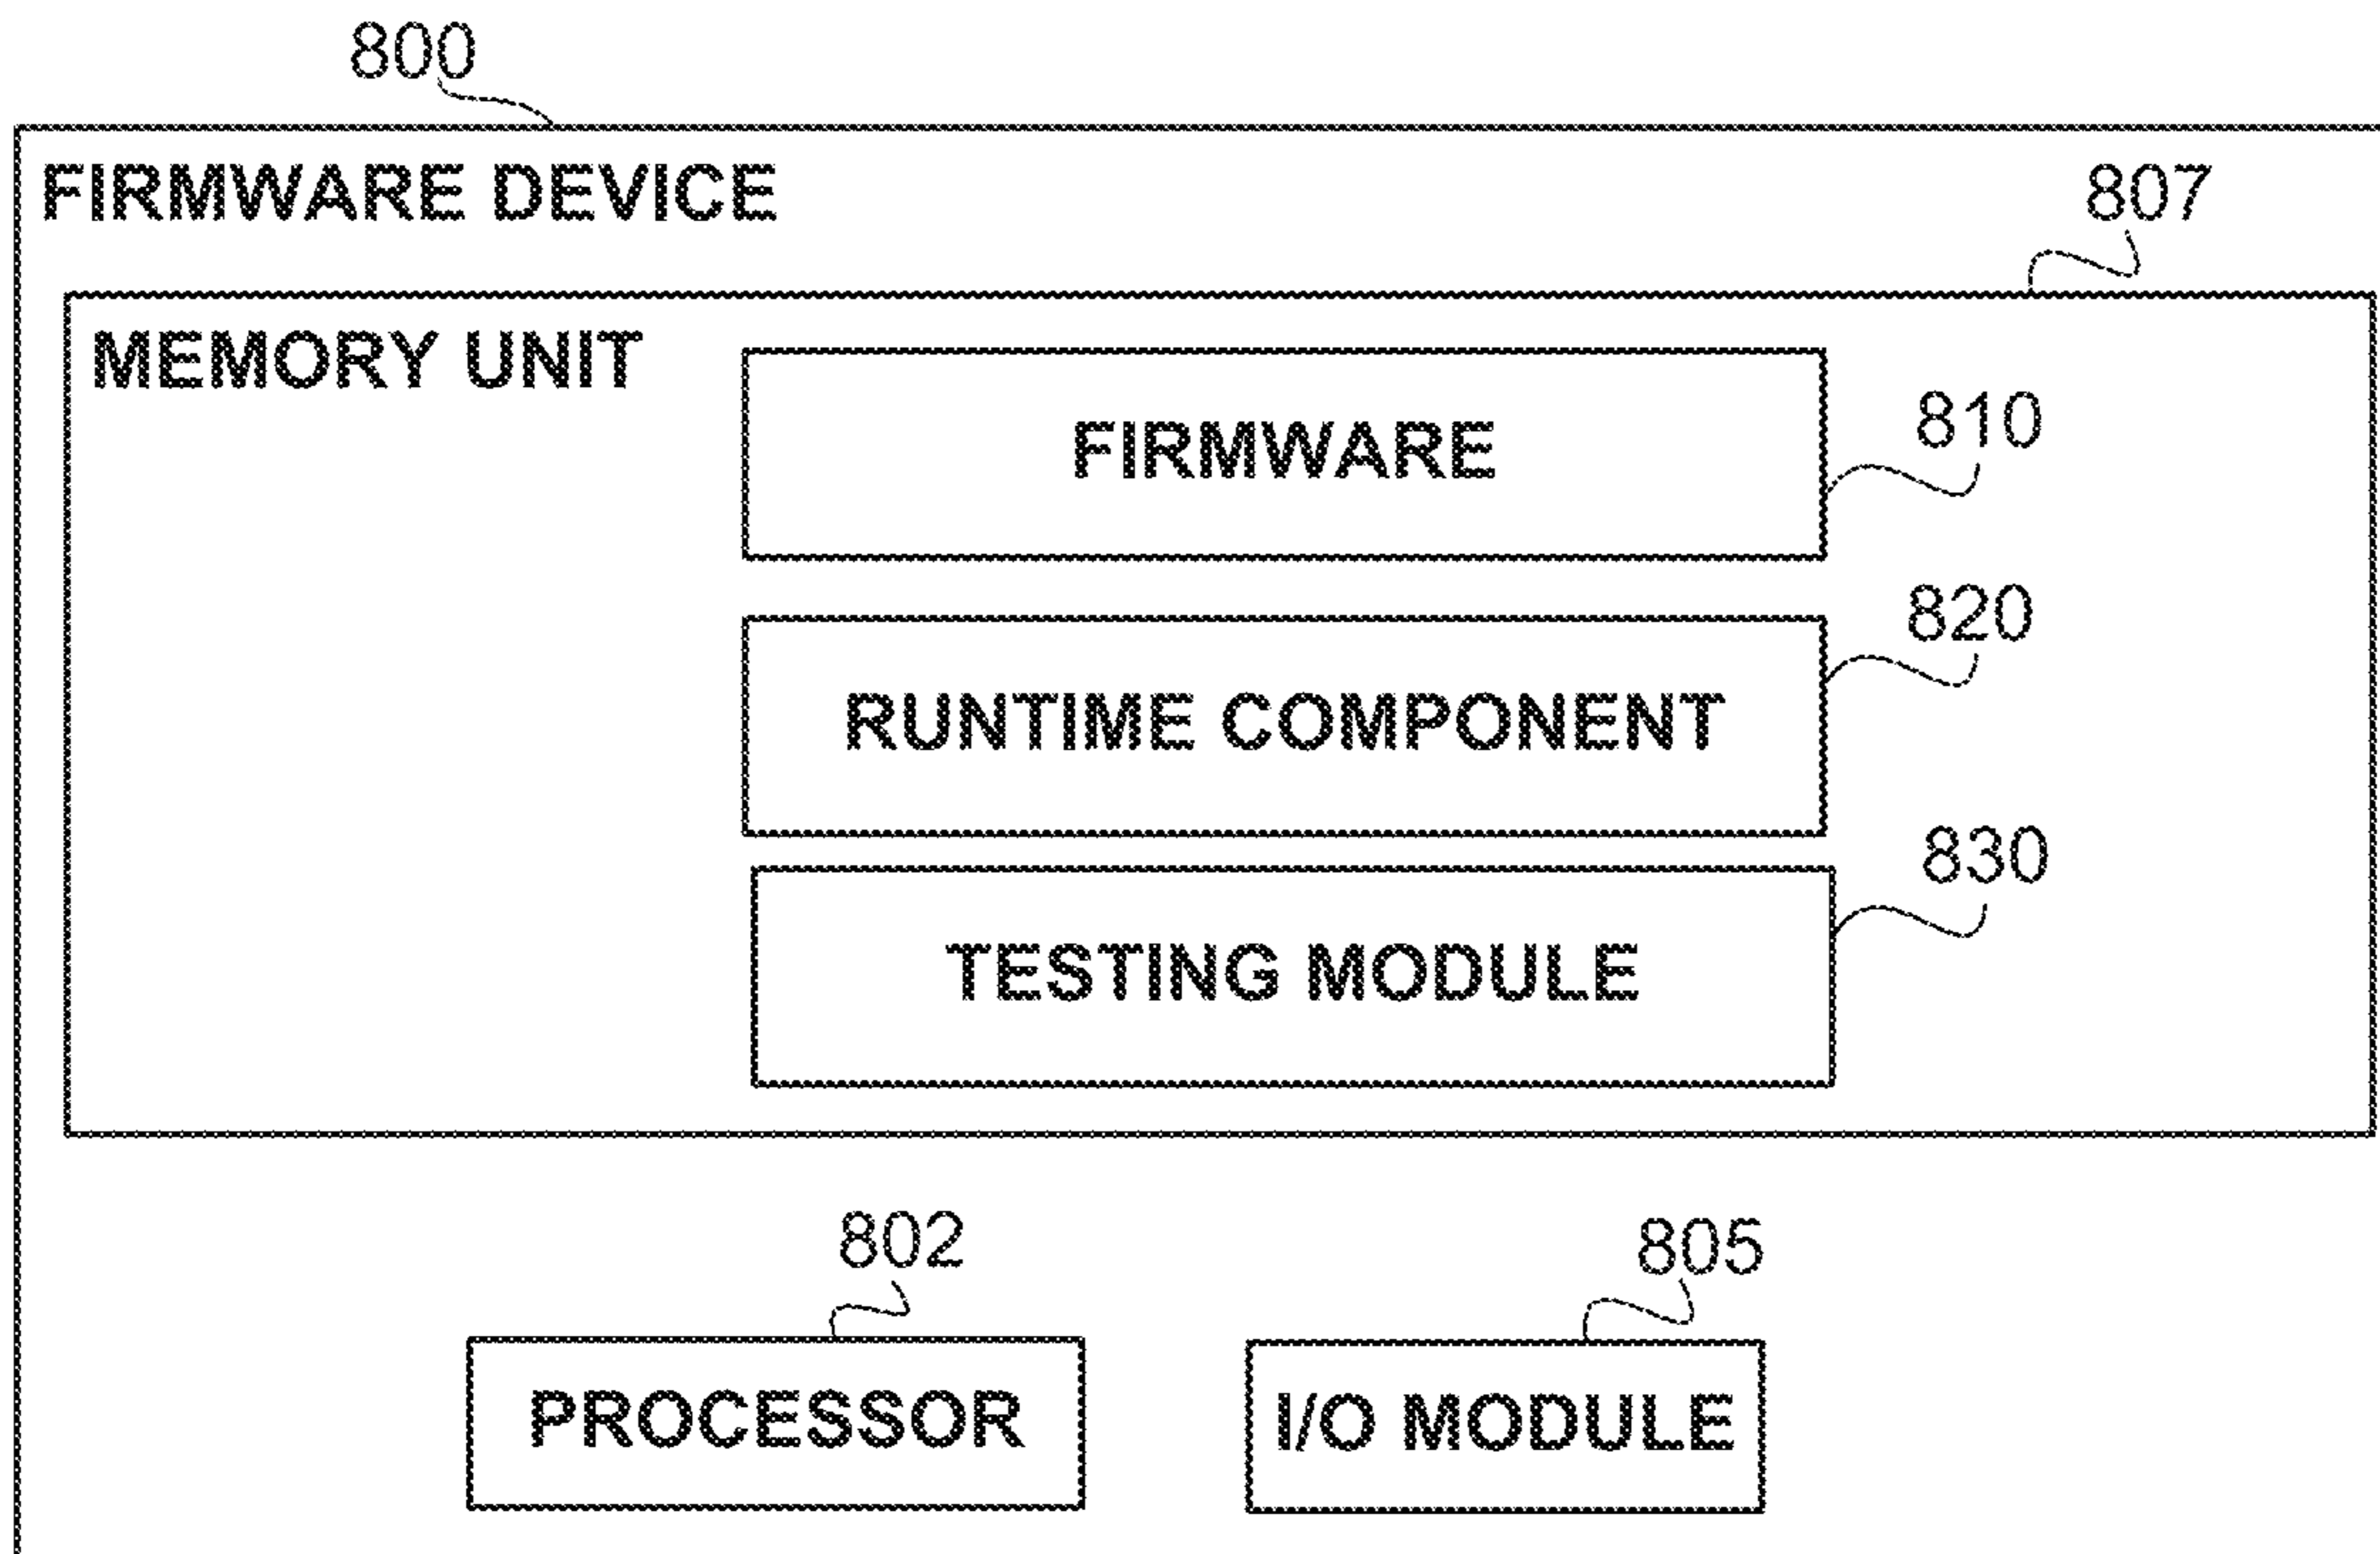 800
FIRMWARE DEVICE
807
MEMORY UNIT
FIRMWARE
810
820
RUNTIME COMPONENT
830
TESTING MODULE
802
805
PROCESSOR
I/O MODULE